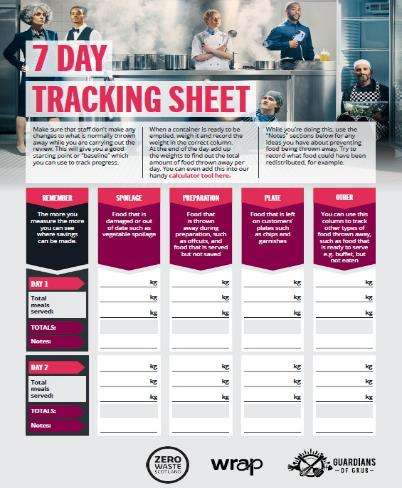 7 DAY
TRACKING SHEET
Make sure that staff don't make any
changes to what is normally thrown
away while you are carrying out the
review. This will give you a good
starting point or "baseline" which
you can use to track progress.
When a container is ready to be
emptied, weigh it and record the
weight in the correct column.
At the end of the day add up
the weights to find out the total
amount of food thrown away per
day. You can even add this into our
handy calculator tool here.
While you're doing this, use the
"Notes" sections below for any
ideas you have about preventing
food being thrown away. Try to
record what food could have been
redistributed, for example.
REMEMBER
The more you
measure the more
you can see
where savings
can be made.
SPOILAGE
Food that is
damaged or out
of date such as
vegetable spoilage
PREPARATION
Food that
is thrown
away during
preparation, such
as offcuts, and
food that is served
but not saved
PLATE
Food that is left
on customers'
plates such
as chips and
garnishes
OTHER
You can use this
column to track
other types of
food thrown away,
such as food that
is ready to serve
e.g. buffet, but
not eaten
DAY 1
kg kg kg kg
Total
meals
served:
kg kg kg kg
kg kg kg kg
TOTALS:
Notes:
DAY 2
kg kg kg kg
Total
meals
served:
kg kg kg kg
kg kg kg kg
TOTALS:
Notes:
ZERO
WASTE
SCOTLAND
wrap
GUARDIANS
OF GRUB